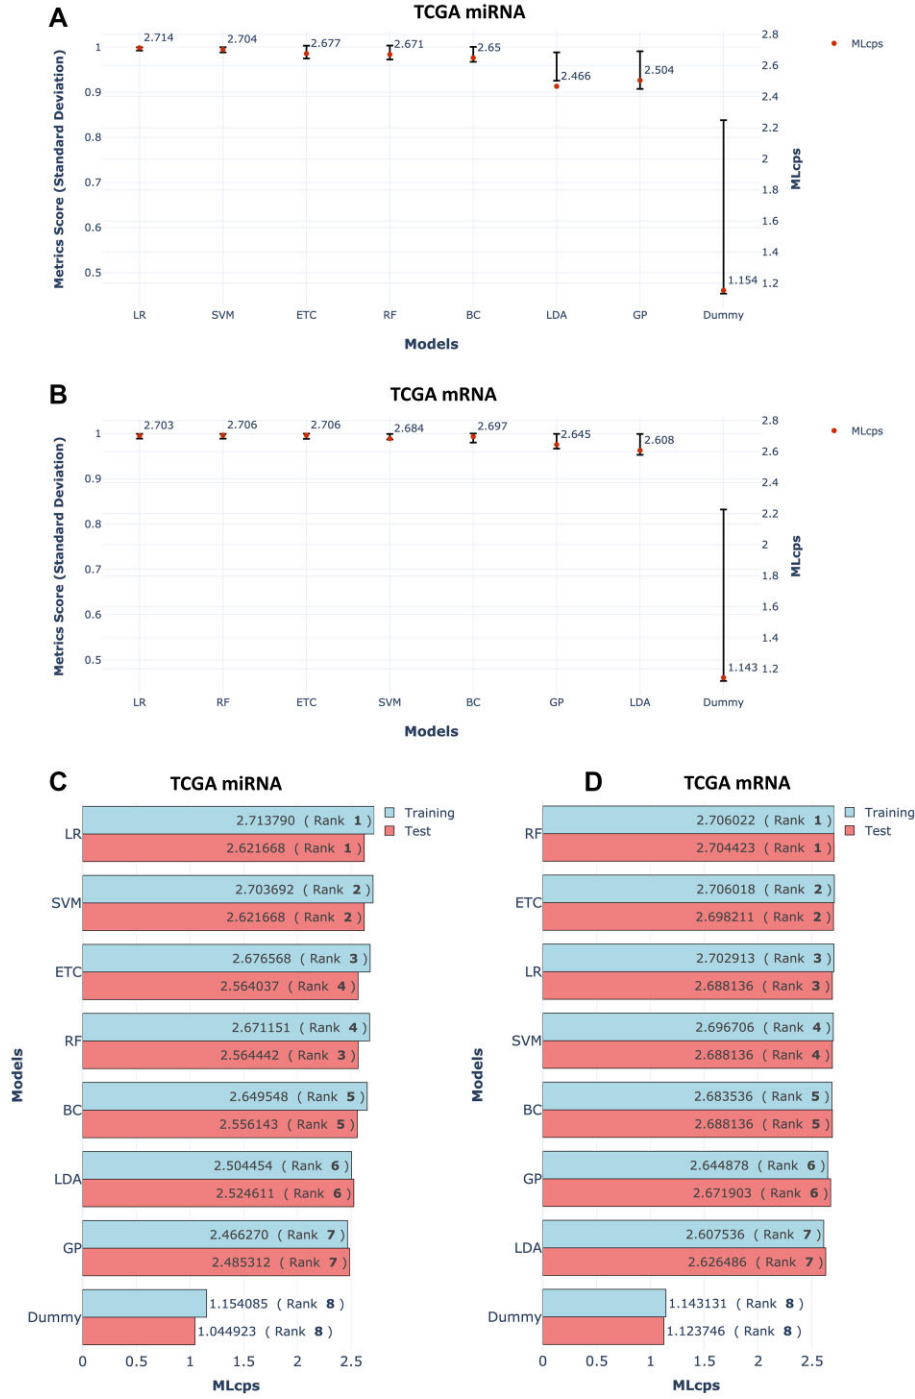 A
TCGA miRNA
Metrics Score (Standard Deviation)
1
0.9
0.8
0.7
0.6
0.5
2.714
2.704
2.677
2.671
2.65
2.466
2.504
1.154
2.8
2.6
2.4
2.2
2
1.8
1.6
1.4
1.2
MLcps
MLcps
LR SVM ETC RF BC LDA GP Dummy
Models
B
TCGA mRNA
Metrics Score (Standard Deviation)
1
0.9
0.8
0.7
0.6
0.5
2.703
2.706
2.706
2.684
2.697
2.645
2.608
1.143
2.8
2.6
2.4
2.2
2
1.8
1.6
1.4
1.2
MLcps
MLcps
LR RF ETC SVM BC GP LDA Dummy
Models
C
TCGA miRNA
Training
Test
Models
LR
2.713790 ( Rank 1 )
2.621668 ( Rank 1 )
SVM
2.703692 ( Rank 2 )
2.621668 ( Rank 2 )
ETC
2.676568 ( Rank 3 )
2.564037 ( Rank 4 )
RF
2.671151 ( Rank 4 )
2.564442 ( Rank 3 )
BC
2.649548 ( Rank 5 )
2.556143 ( Rank 5 )
LDA
2.504454 ( Rank 6 )
2.524611 ( Rank 6 )
GP
2.466270 ( Rank 7 )
2.485312 ( Rank 7 )
Dummy
1.154085 ( Rank 8 )
1.044923 ( Rank 8 )
0 0.5 1 1.5 2 2.5
MLcps
D
TCGA mRNA
Training
Test
Models
RF
2.706022 ( Rank 1 )
2.704423 ( Rank 1 )
ETC
2.706018 ( Rank 2 )
2.698211 ( Rank 2 )
LR
2.702913 ( Rank 3 )
2.688136 ( Rank 3 )
SVM
2.696706 ( Rank 4 )
2.688136 ( Rank 4 )
BC
2.683536 ( Rank 5 )
2.688136 ( Rank 5 )
GP
2.644878 ( Rank 6 )
2.671903 ( Rank 6 )
LDA
2.607536 ( Rank 7 )
2.626486 ( Rank 7 )
Dummy
1.143131 ( Rank 8 )
1.123746 ( Rank 8 )
0 0.5 1 1.5 2 2.5
MLcps